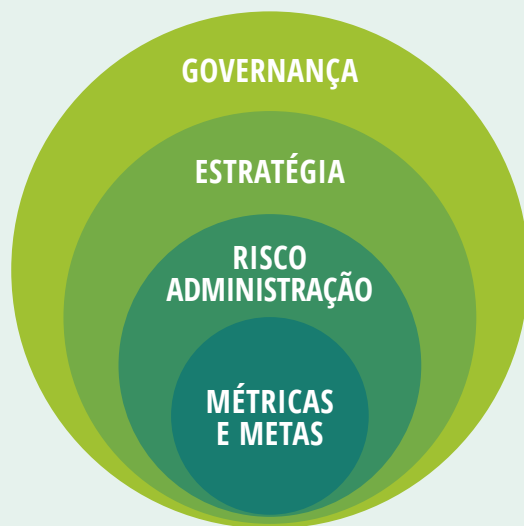 GOVERNANÇA
ESTRATÉGIA
RISCO
ADMINISTRAÇÃO
MÉTRICAS
E METAS